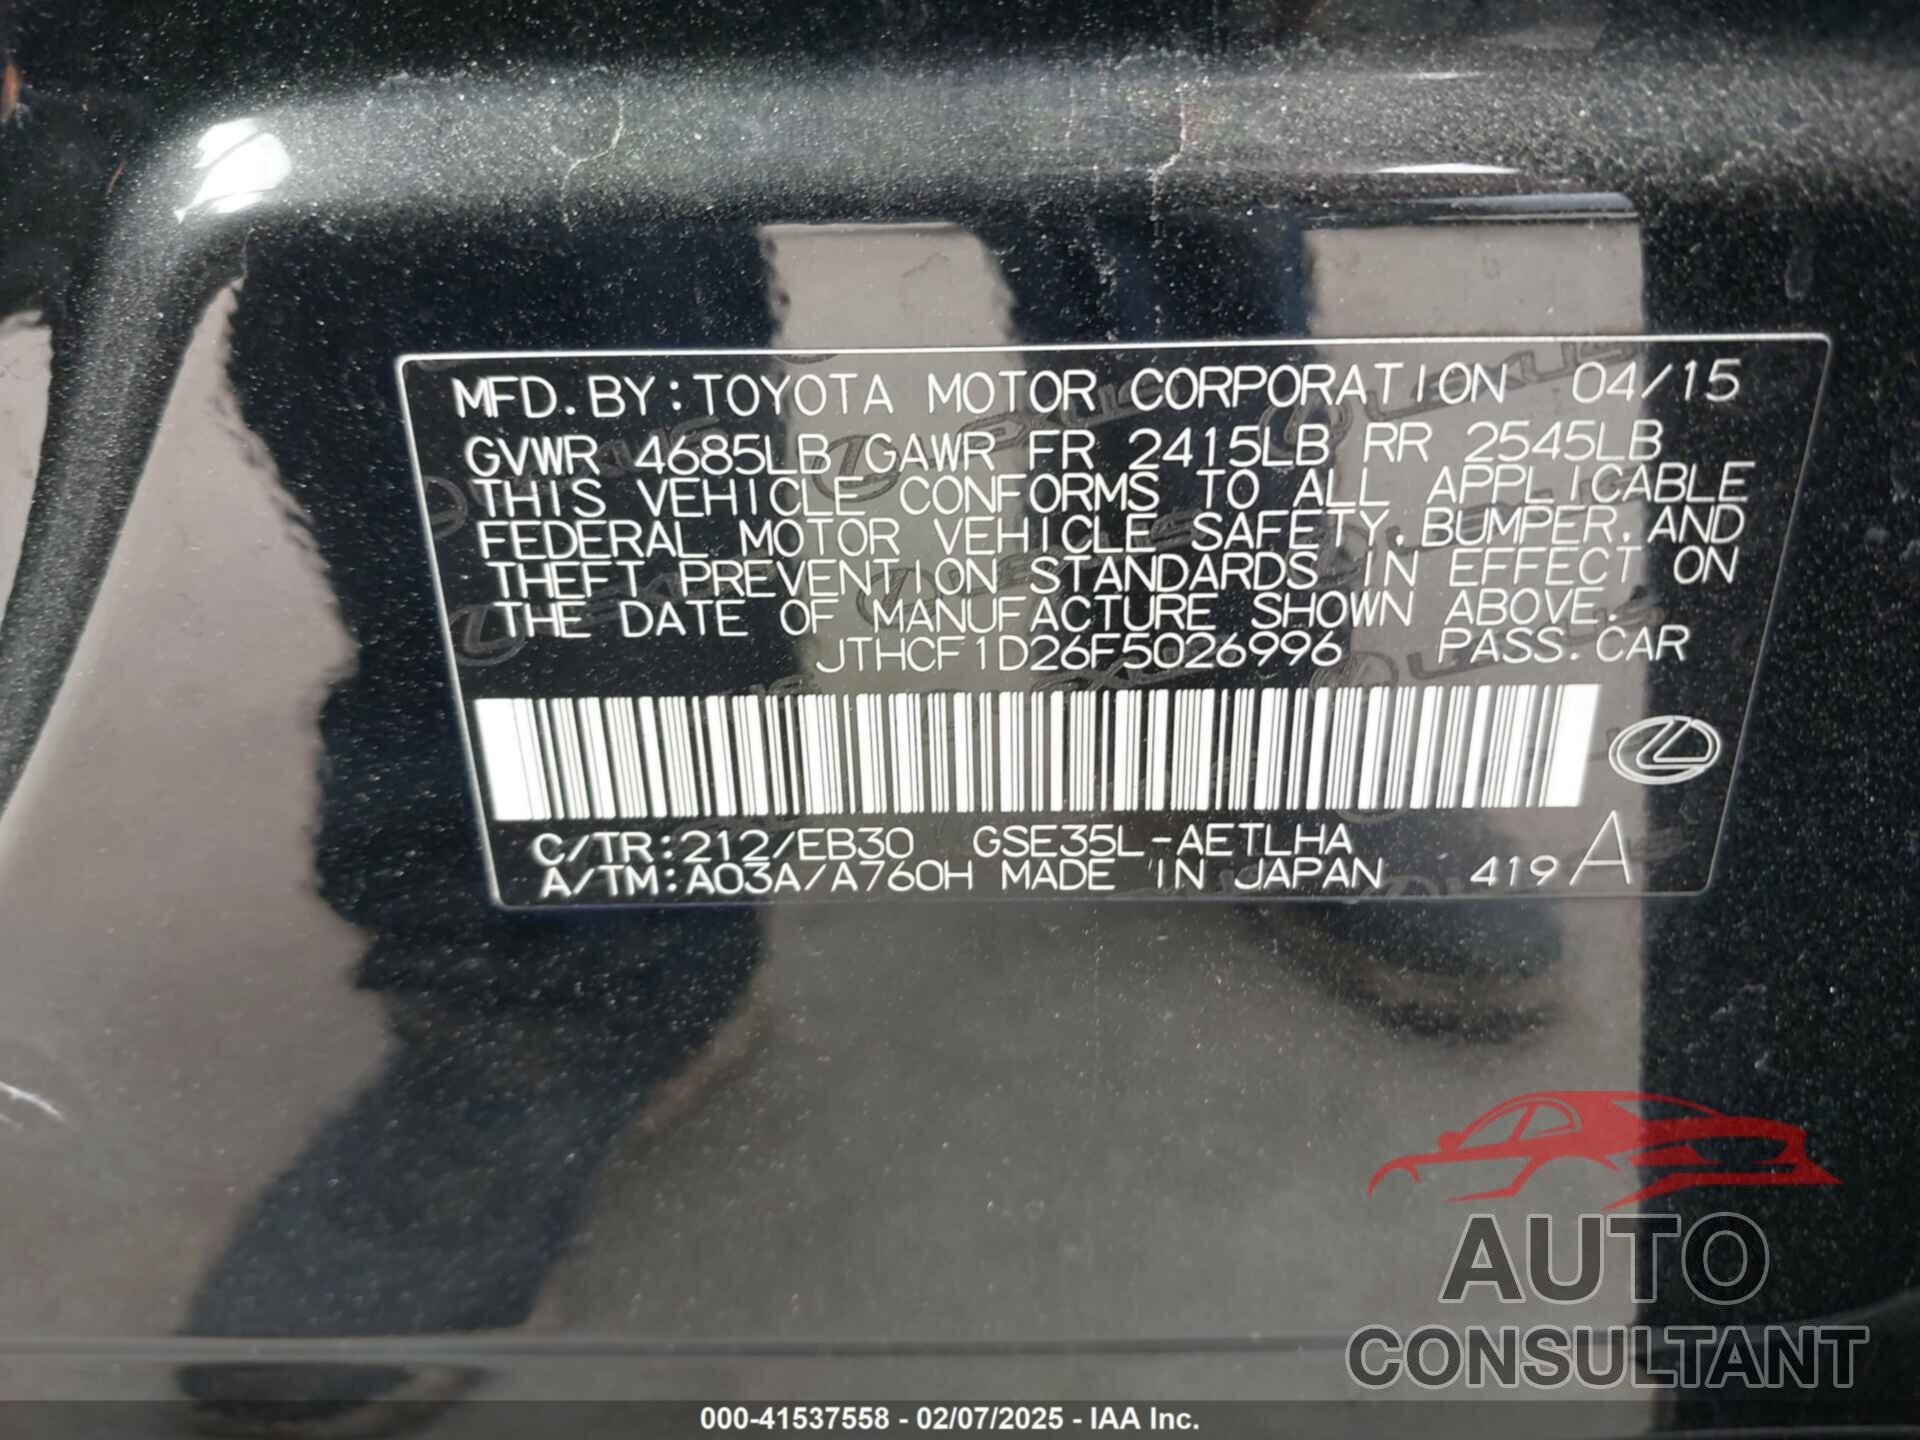 MFD. BY: TOYOTA MOTOR CORPORATION 04/15
GVWR 4685LB GAWR FR 2415LB RR 2545LB
THIS VEHICLE CONFORMS TO ALL APPLICABLE
FEDERAL MOTOR VEHICLE SAFETY, BUMPER, AND
THEFT PREVENTION STANDARDS IN EFFECT ON
THE DATE OF MANUFACTURE SHOWN ABOVE.
JTHCF1D26F5026996 PASS. CAR
C/TR: 212/EB30 GSE35L-AETLHA
A/TM: A03A/A760H MADE IN JAPAN 419 A
AUTO
CONSULTANT
000-41537558 - 02/07/2025 - IAA Inc.